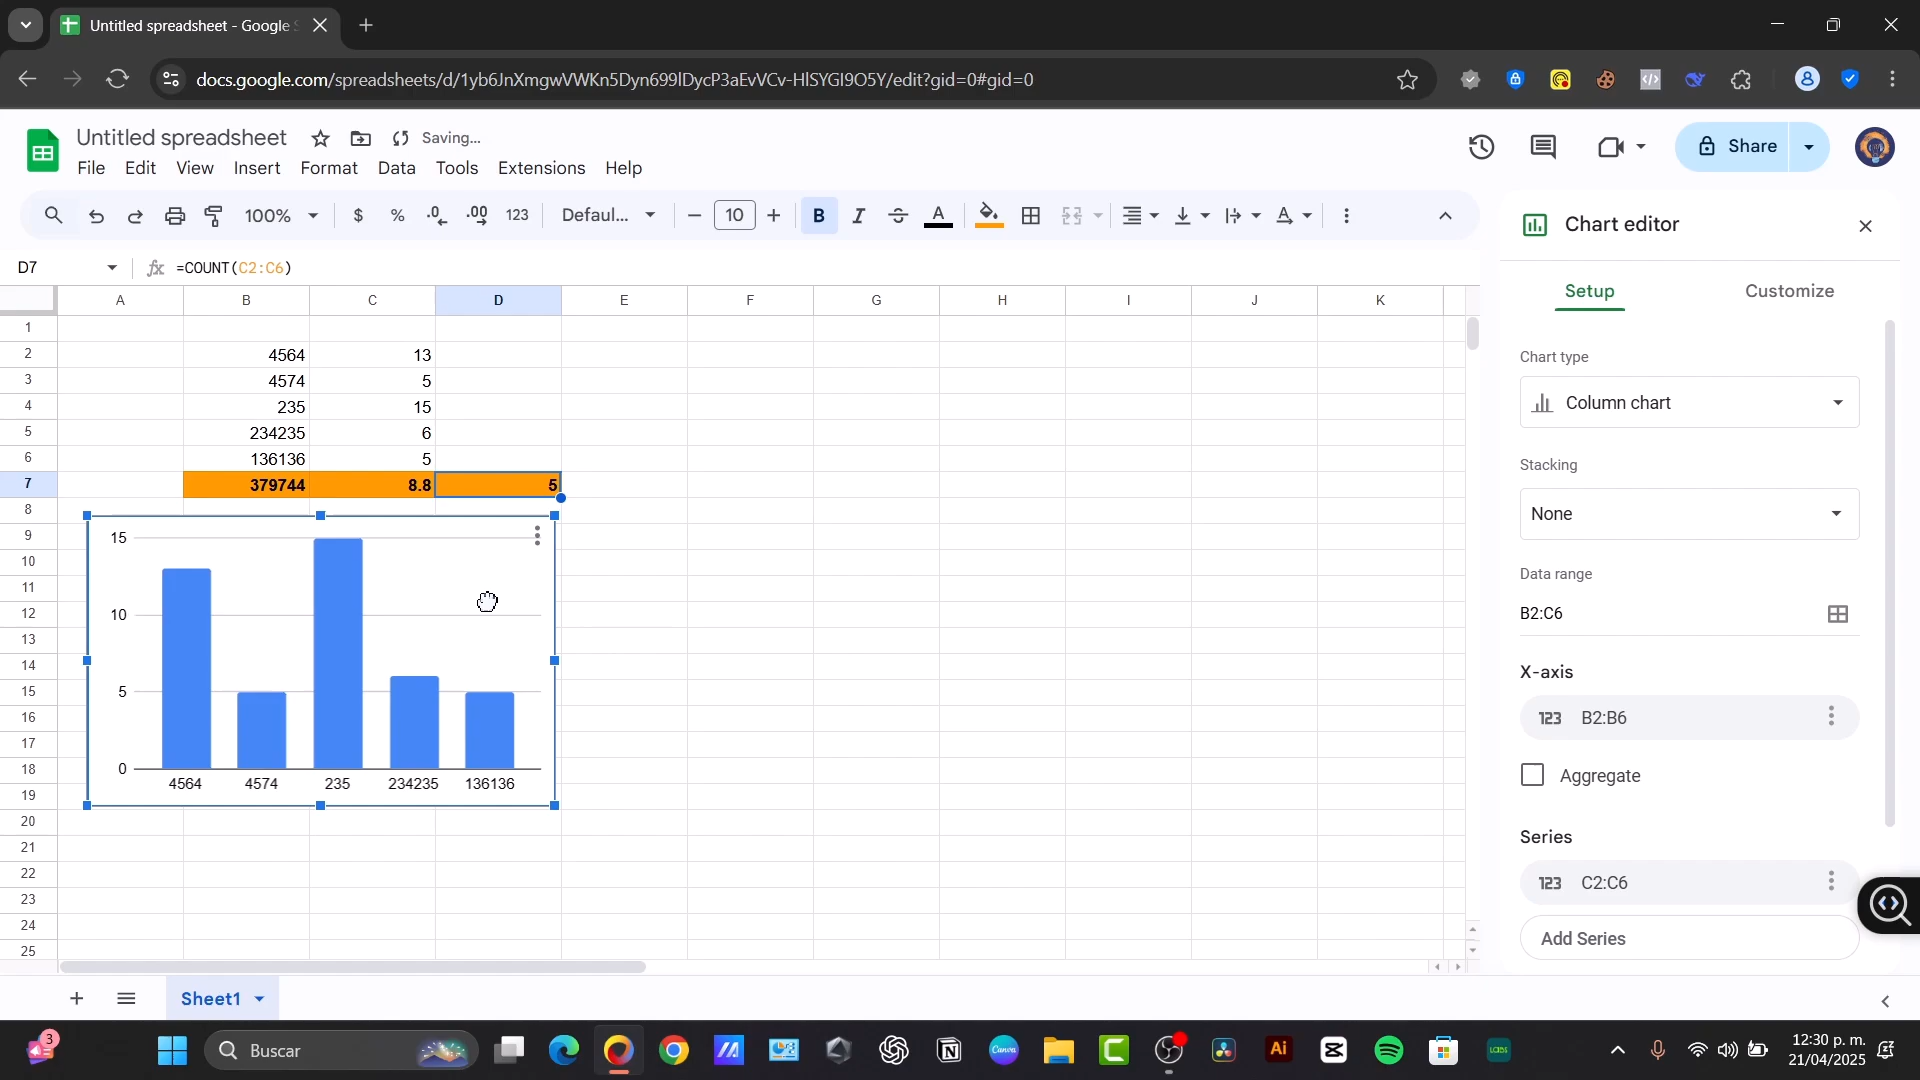 Untitled spreadsheet - Google S
docs.google.com/spreadsheets/d/1yb6JnXmgwVWKn5Dyn699lDycP3aEvVCv-HlSYGI9O5Y/edit?gid=0#gid=0
Untitled spreadsheet Saving...
File Edit View Insert Format Data Tools Extensions Help
Share
100% $ % .0 .00 123 Defaul... 10 B I S A
D7 fx =COUNT(C2:C6)
A B C D E F G H I J K
1
2 4564 13
3 4574 5
4 235 15
5 234235 6
6 136136 5
7 379744 8.8 5
8
9
10
11
12
13
14
15
16
17
18
19
20
21
22
23
24
25
15
10
5
0
4564 4574 235 234235 136136
Chart editor
Setup Customize
Chart type
Column chart
Stacking
None
Data range
B2:C6
X-axis
123 B2:B6
Aggregate
Series
123 C2:C6
Add Series
Sheet1
3
Buscar
Canva
Ai
12:30 p. m.
21/04/2025